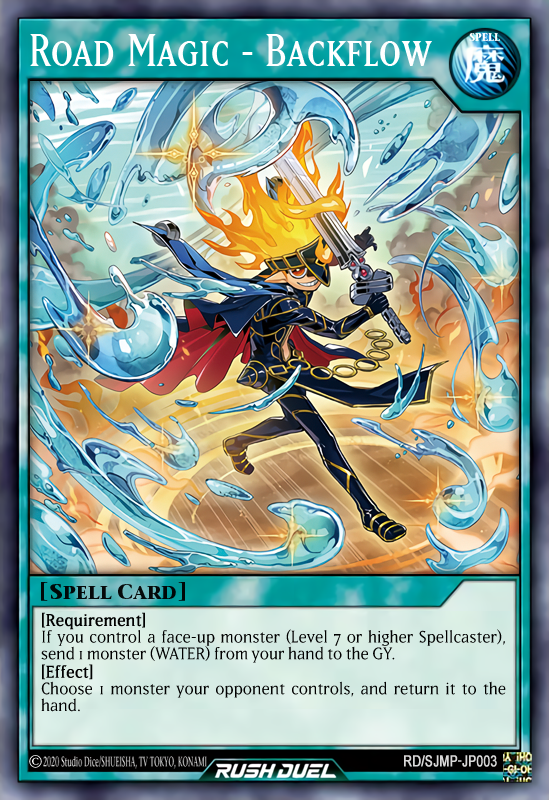 ROAD MAGIC - BACKFLOW
SPELL
魔
[SPELL CARD]
[Requirement]
If you control a face-up monster (Level 7 or higher Spellcaster),
send 1 monster (WATER) from your hand to the GY.
[Effect]
Choose 1 monster your opponent controls, and return it to the
hand.
©2020 Studio Dice/SHUEISHA, TV TOKYO, KONAMI
RUSH DUEL
RD/SJMP-JP003